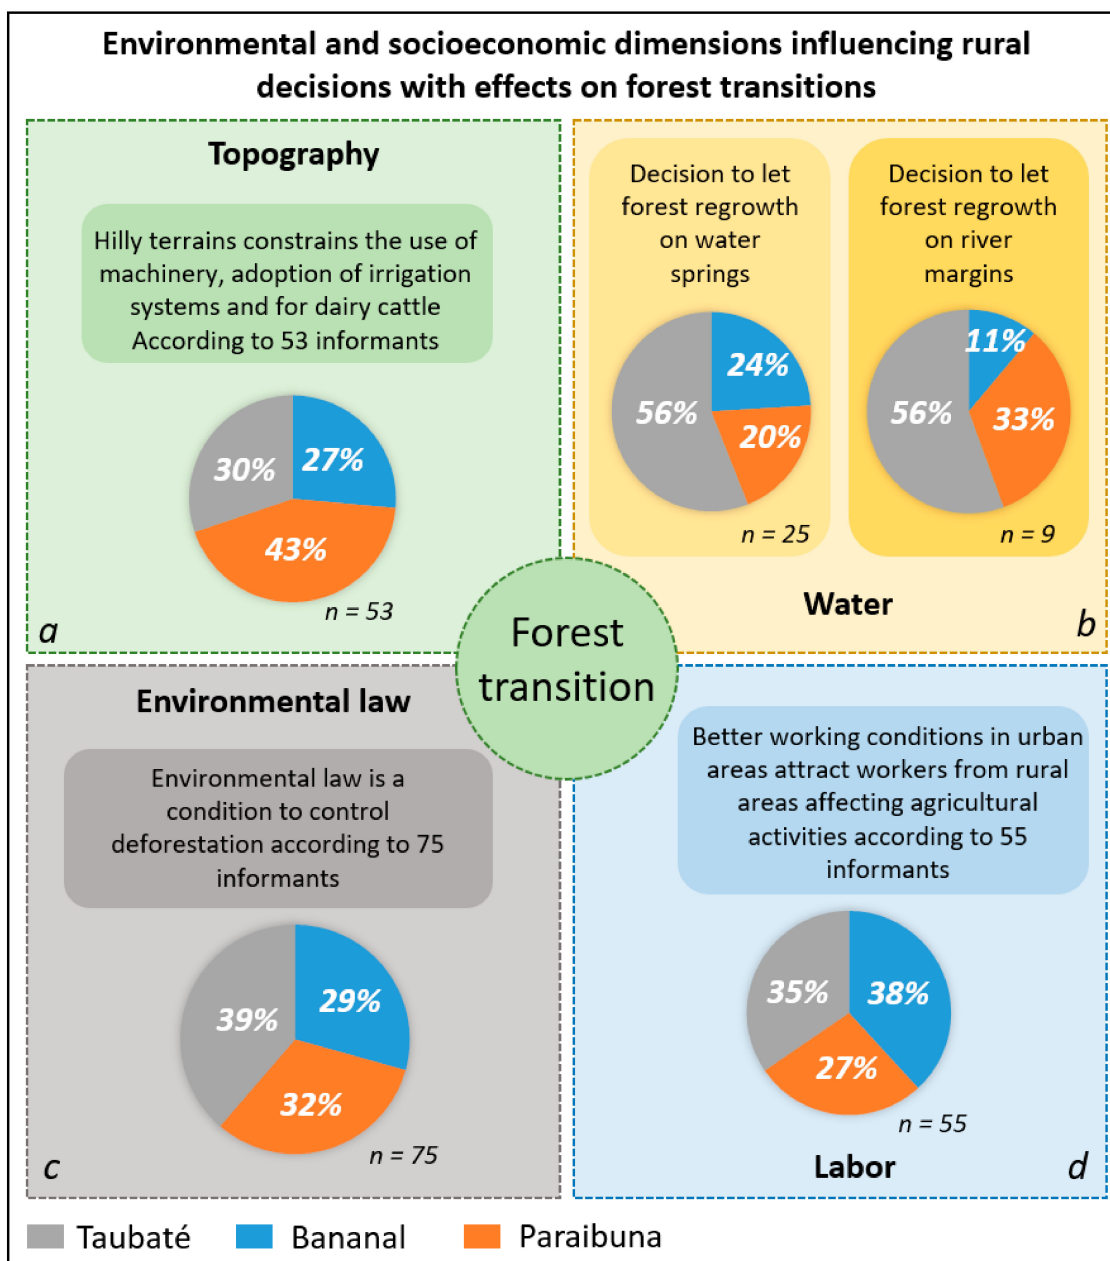 Environmental and socioeconomic dimensions influencing rural
decisions with effects on forest transitions
Topography
Hilly terrains constrains the use of
machinery, adoption of irrigation
systems and for dairy cattle
According to 53 informants
30%
27%
43%
n = 53
a
Decision to let
forest regrowth
on water
springs
56%
24%
20%
n = 25
Decision to let
forest regrowth
on river
margins
56%
11%
33%
n = 9
Water
b
Forest
transition
Environmental law
Environmental law is a
condition to control
deforestation according to 75
informants
39%
29%
32%
n = 75
c
Better working conditions in urban
areas attract workers from rural
areas affecting agricultural
activities according to 55
informants
35%
38%
27%
n = 55
Labor
d
Taubaté
Bananal
Paraibuna